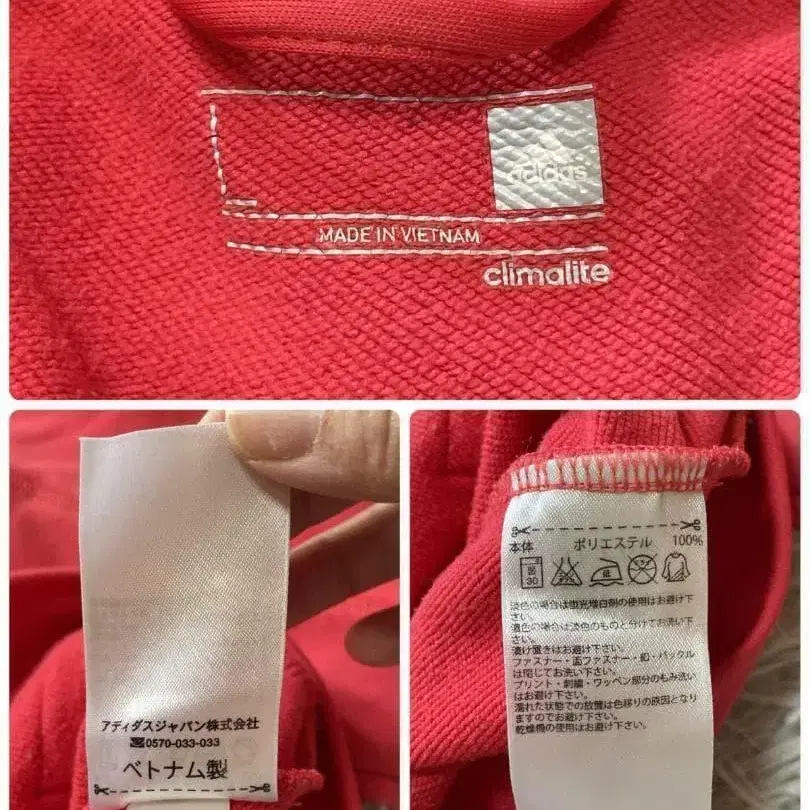 adidas
MADE IN VIETNAM
climalite
アディダスジャパン株式会社
☎0570-033-033
ベトナム製
本体 ポリエステル 100%
弱
30
低
淡色の場合は蛍光増白剤の使用はお避け下
さい。
濃色の場合は淡色のものと分けてお洗い下
さい。
漬け置きはお避け下さい。
ファスナー・面ファスナー・釦・バックル
は閉じてお洗い下さい。
プリント・刺繍・ワッペン部分のもみ洗い
はお避け下さい。
濡れた状態での放置は色移りの原因となり
ますのでお避け下さい。
乾燥機の使用はお避け下さい。